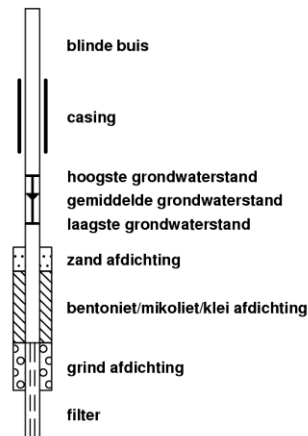 blinde buis
casing
hoogste grondwaterstand
gemiddelde grondwaterstand
laagste grondwaterstand
zand afdichting
bentoniet/mikoliet/klei afdichting
grind afdichting
filter